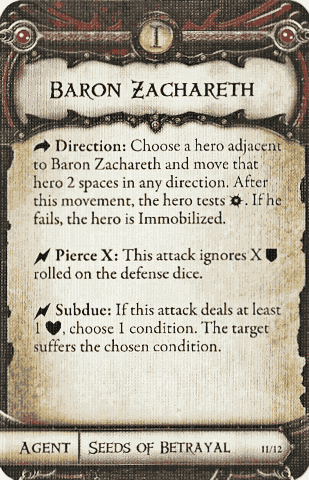 I
Baron Zachareth
Direction: Choose a hero adjacent
to Baron Zachareth and move that
hero 2 spaces in any direction. After
this movement, the hero tests . If he
fails, the hero is Immobilized.
Pierce X: This attack ignores X
rolled on the defense dice.
Subdue: If this attack deals at least
1 , choose 1 condition. The target
suffers the chosen condition.
Agent | Seeds of Betrayal 11/12